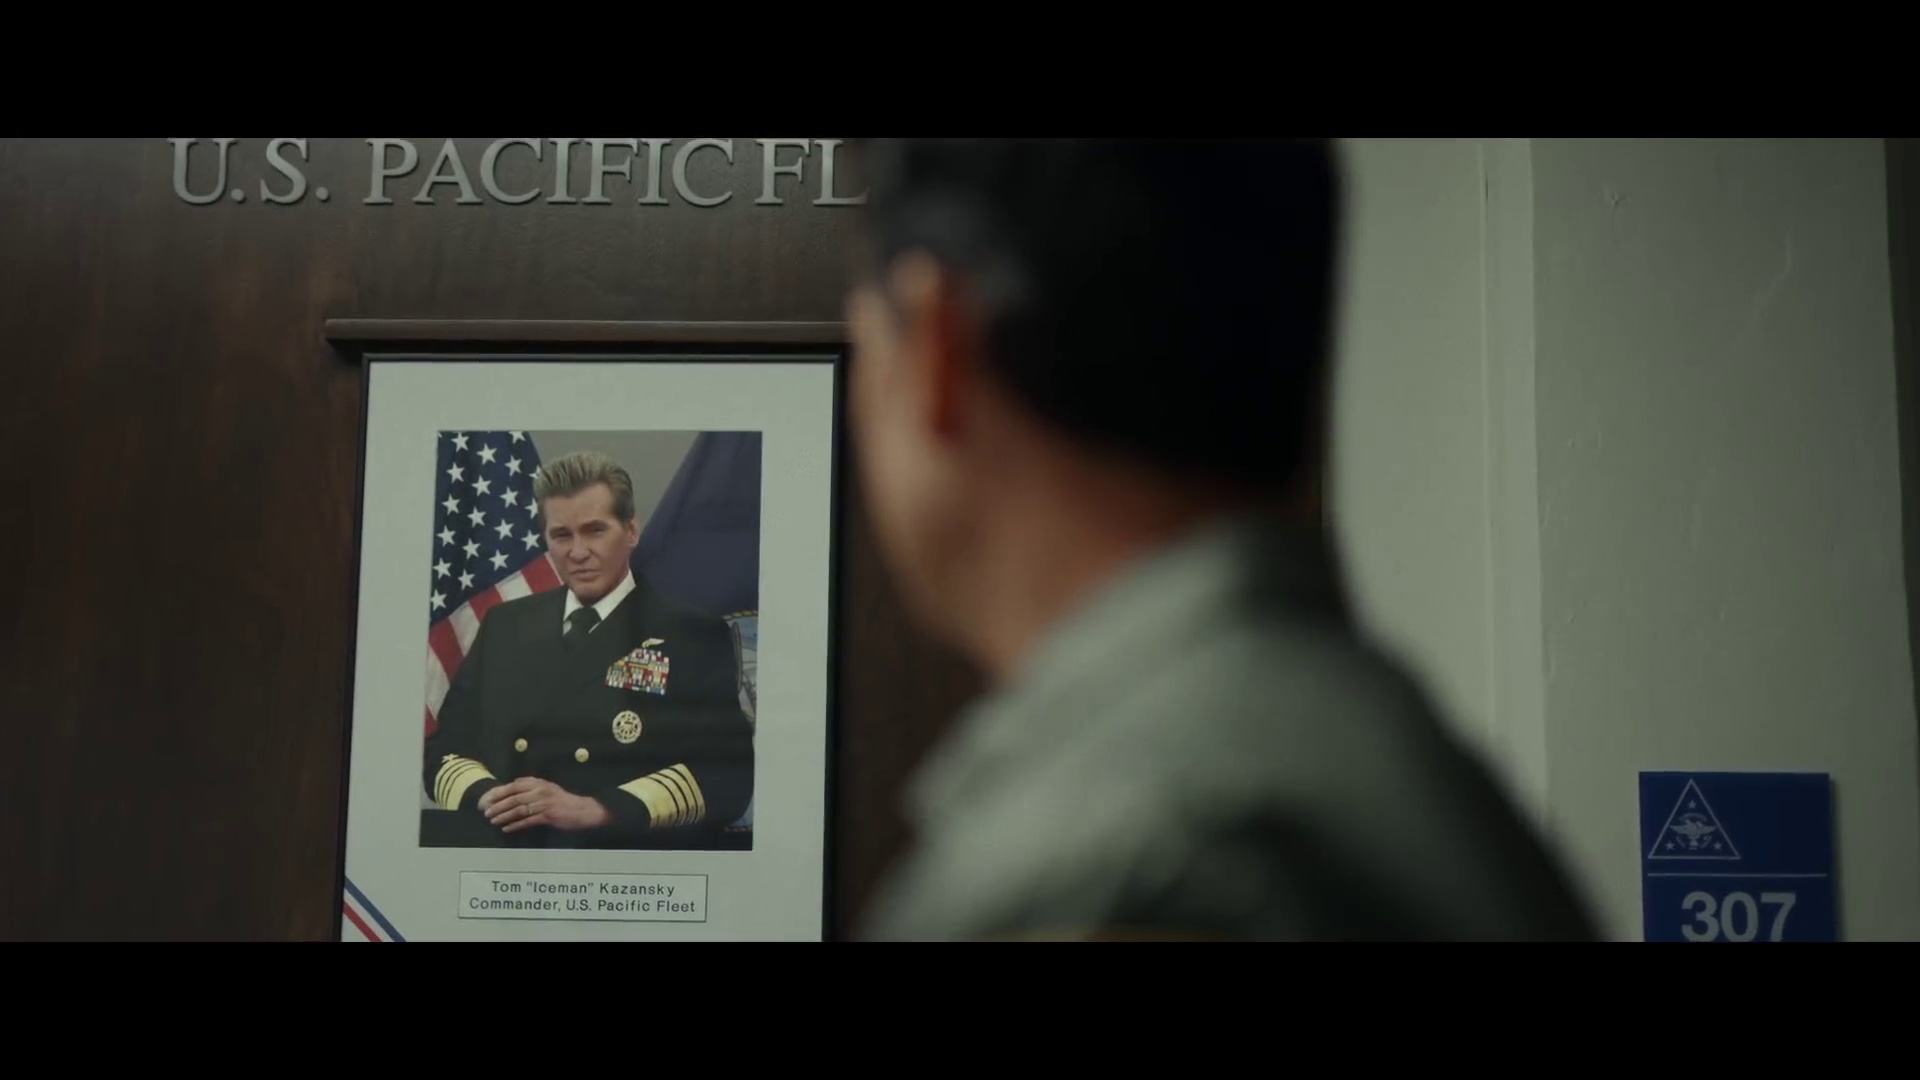 U.S. PACIFIC FL
Tom "Iceman" Kazansky
Commander, U.S. Pacific Fleet
307